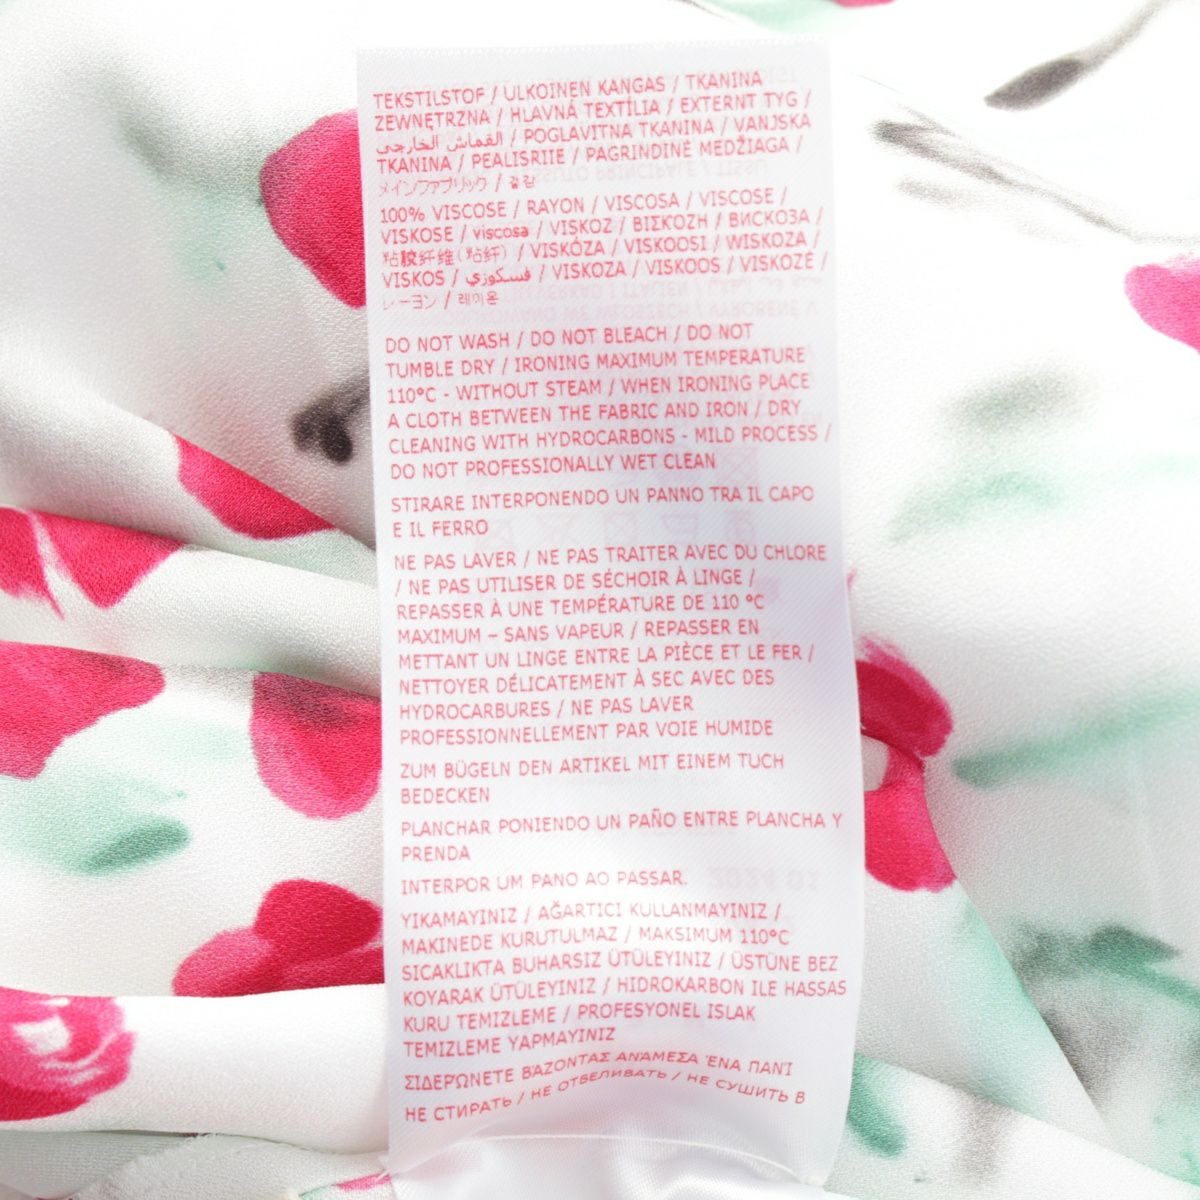 TEKSTILSTOF / ULKOINEN KANGAS / TKANINA
ZEWNĘTRZNA / HLAVNÁ TEXTÍLIA / EXTERNT TYG /
القماش الخارجي / POGLAVITNA TKANINA / VANJSKA
TKANINA / PEALISRIIE / PAGRINDINĖ MEDŽIAGA /
メインファブリック / 겉감
100% VISCOSE / RAYON / VISCOSA / VISCOSE /
VISKOSE / viscosa / VISKOZ / ΒΙΣΚΟΖΗ / ВИСКОЗА /
粘胶纤维(粘纤) / VISKÓZA / VISKOOSI / WISKOZA /
VISKOS / فسكوزي / VISKOZA / VISKOOS / VISKOZĖ /
レーヨン / 레이온
DO NOT WASH / DO NOT BLEACH / DO NOT
TUMBLE DRY / IRONING MAXIMUM TEMPERATURE
110°C - WITHOUT STEAM / WHEN IRONING PLACE
A CLOTH BETWEEN THE FABRIC AND IRON / DRY
CLEANING WITH HYDROCARBONS - MILD PROCESS /
DO NOT PROFESSIONALLY WET CLEAN
STIRARE INTERPONENDO UN PANNO TRA IL CAPO
E IL FERRO
NE PAS LAVER / NE PAS TRAITER AVEC DU CHLORE
/ NE PAS UTILISER DE SÉCHOIR À LINGE /
REPASSER À UNE TEMPÉRATURE DE 110 °C
MAXIMUM – SANS VAPEUR / REPASSER EN
METTANT UN LINGE ENTRE LA PIÈCE ET LE FER /
NETTOYER DÉLICATEMENT À SEC AVEC DES
HYDROCARBURES / NE PAS LAVER
PROFESSIONNELLEMENT PAR VOIE HUMIDE
ZUM BÜGELN DEN ARTIKEL MIT EINEM TUCH
BEDECKEN
PLANCHAR PONIENDO UN PAÑO ENTRE PLANCHA Y
PRENDA
INTERPOR UM PANO AO PASSAR.
YIKAMAYINIZ / AĞARTICI KULLANMAYINIZ /
MAKINEDE KURUTULMAZ / MAKSIMUM 110°C
SICAKLIKTA BUHARSIZ ÜTÜLEYINIZ / ÜSTÜNE BEZ
KOYARAK ÜTÜLEYINIZ / HIDROKARBON ILE HASSAS
KURU TEMIZLEME / PROFESYONEL ISLAK
TEMIZLEME YAPMAYINIZ
ΣΙΔΕΡΏΝΕΤΕ ΒΆΖΟΝΤΑΣ ΑΝΆΜΕΣΑ ΈΝΑ ΠΑΝΊ
НЕ СТИРАТЬ / НЕ ОТБЕЛИВАТЬ / НЕ СУШИТЬ В